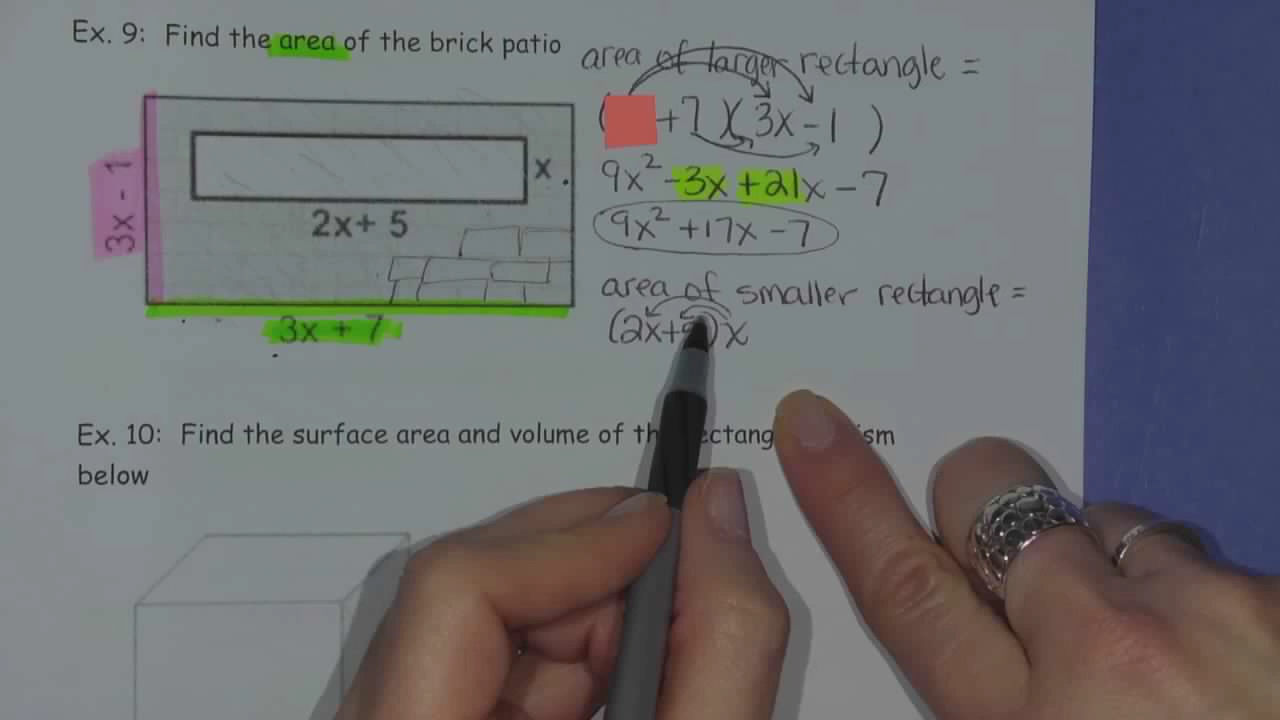 Ex. 9: Find the area of the brick patio
3x - 1
x
2x+ 5
3x + 7
area of larger rectangle =
( +7)(3x-1 )
9x² -3x +21x -7
9x² +17x -7
area of smaller rectangle =
(2x+ )x
Ex. 10: Find the surface area and volume of
below